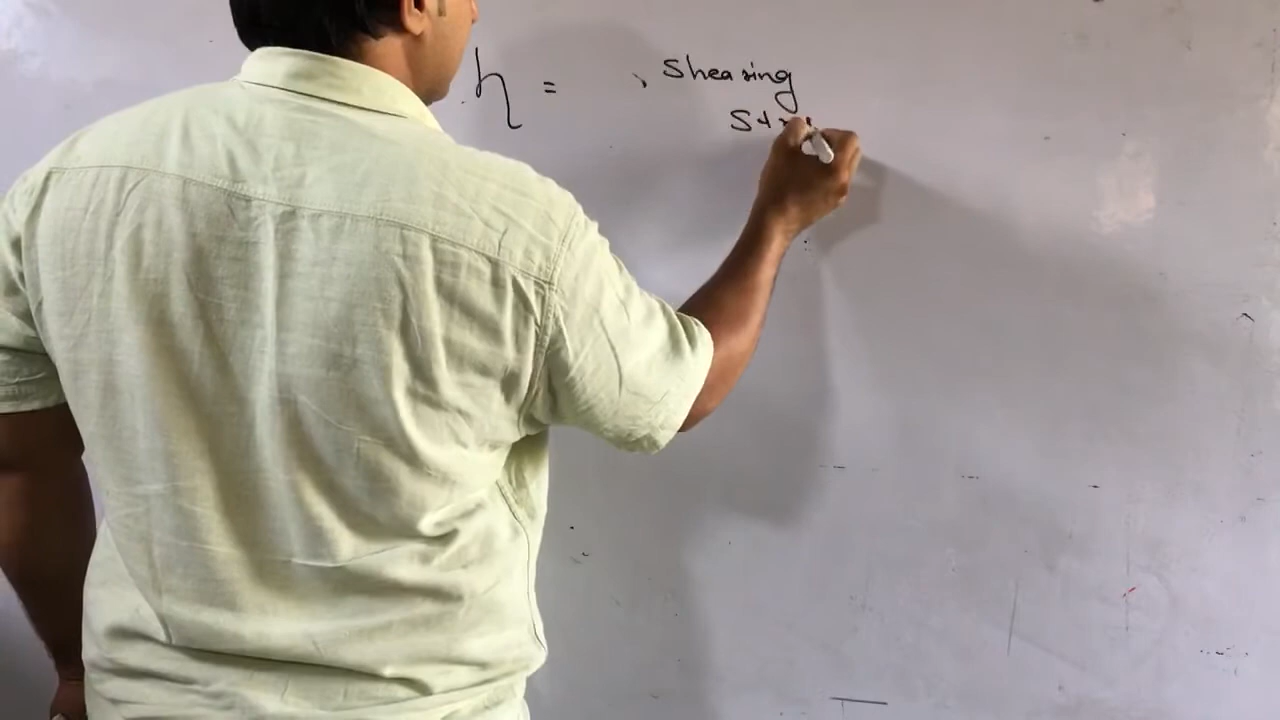 η = Shearing